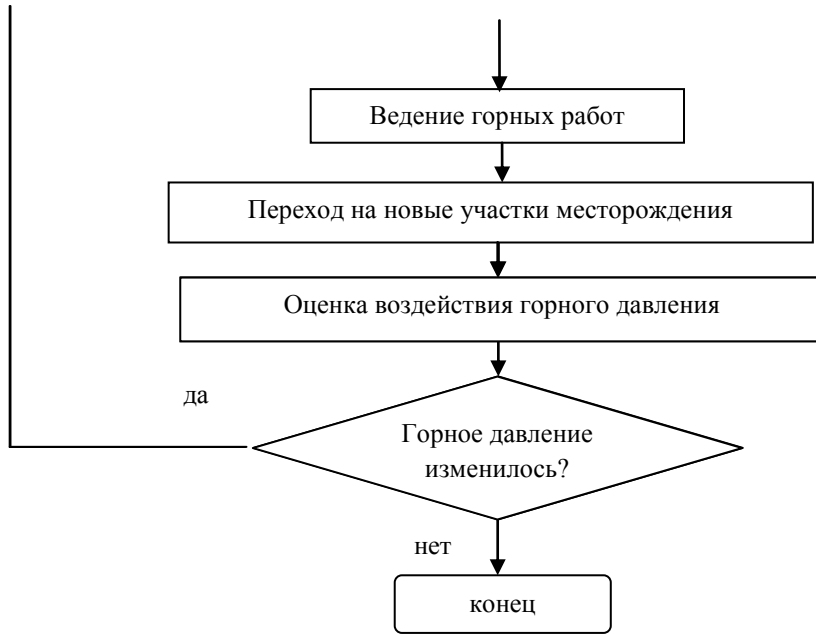 Ведение горных работ
Переход на новые участки месторождения
Оценка воздействия горного давления
да
Горное давление
изменилось?
нет
конец